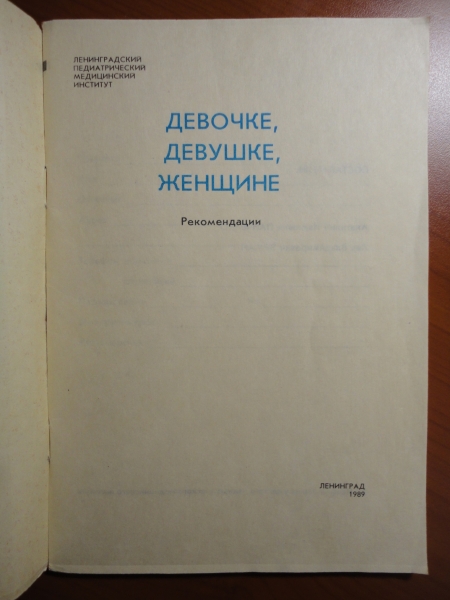 ЛЕНИНГРАДСКИЙ
ПЕДИАТРИЧЕСКИЙ
МЕДИЦИНСКИЙ
ИНСТИТУТ
ДЕВОЧКЕ,
ДЕВУШКЕ,
ЖЕНЩИНЕ
Рекомендации
ЛЕНИНГРАД
1989